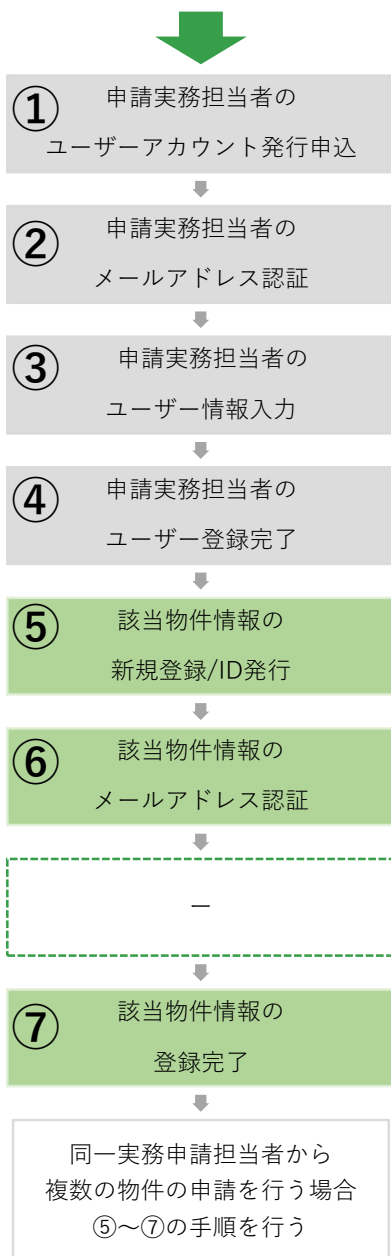 ①
申請実務担当者の
ユーザーアカウント発行申込
②
申請実務担当者の
メールアドレス認証
③
申請実務担当者の
ユーザー情報入力
④
申請実務担当者の
ユーザー登録完了
⑤
該当物件情報の
新規登録/ID発行
⑥
該当物件情報の
メールアドレス認証
－
⑦
該当物件情報の
登録完了
同一実務申請担当者から
複数の物件の申請を行う場合
⑤～⑦の手順を行う